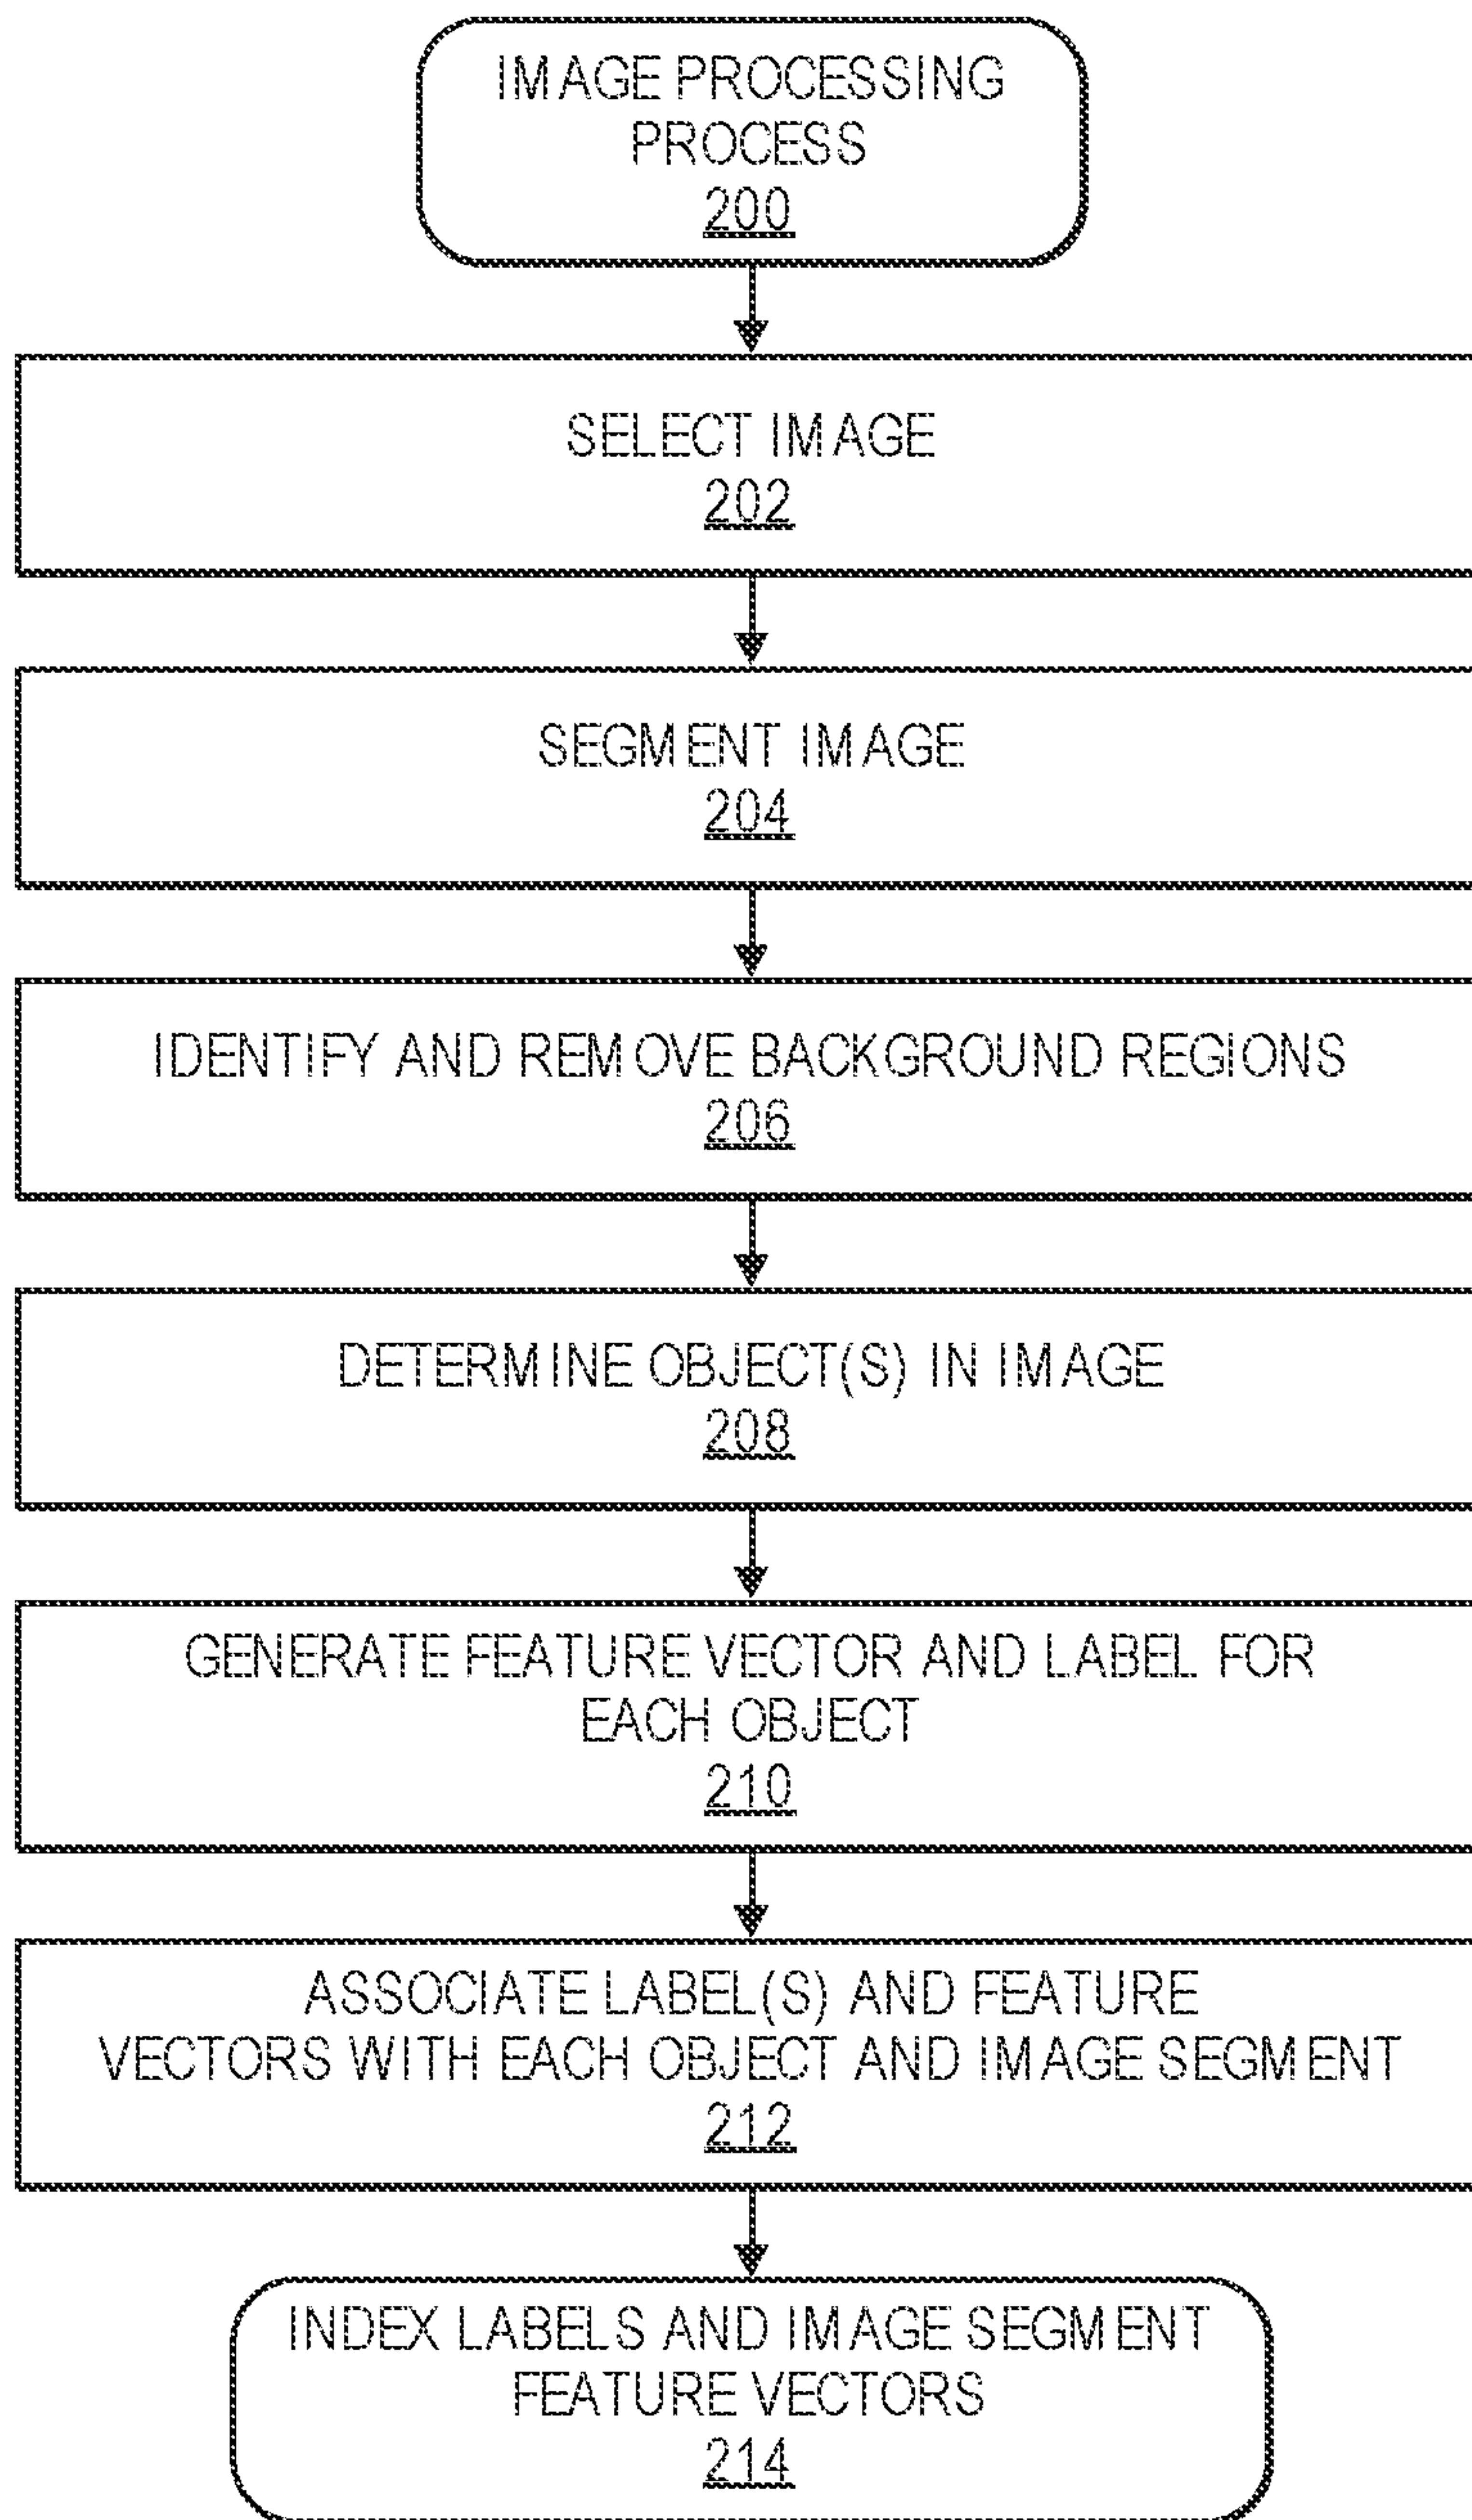 IMAGE PROCESSING
PROCESS
200
SELECT IMAGE
202
SEGMENT IMAGE
204
IDENTIFY AND REMOVE BACKGROUND REGIONS
206
DETERMINE OBJECT(S) IN IMAGE
208
GENERATE FEATURE VECTOR AND LABEL FOR
EACH OBJECT
210
ASSOCIATE LABEL(S) AND FEATURE
VECTORS WITH EACH OBJECT AND IMAGE SEGMENT
212
INDEX LABELS AND IMAGE SEGMENT
FEATURE VECTORS
214